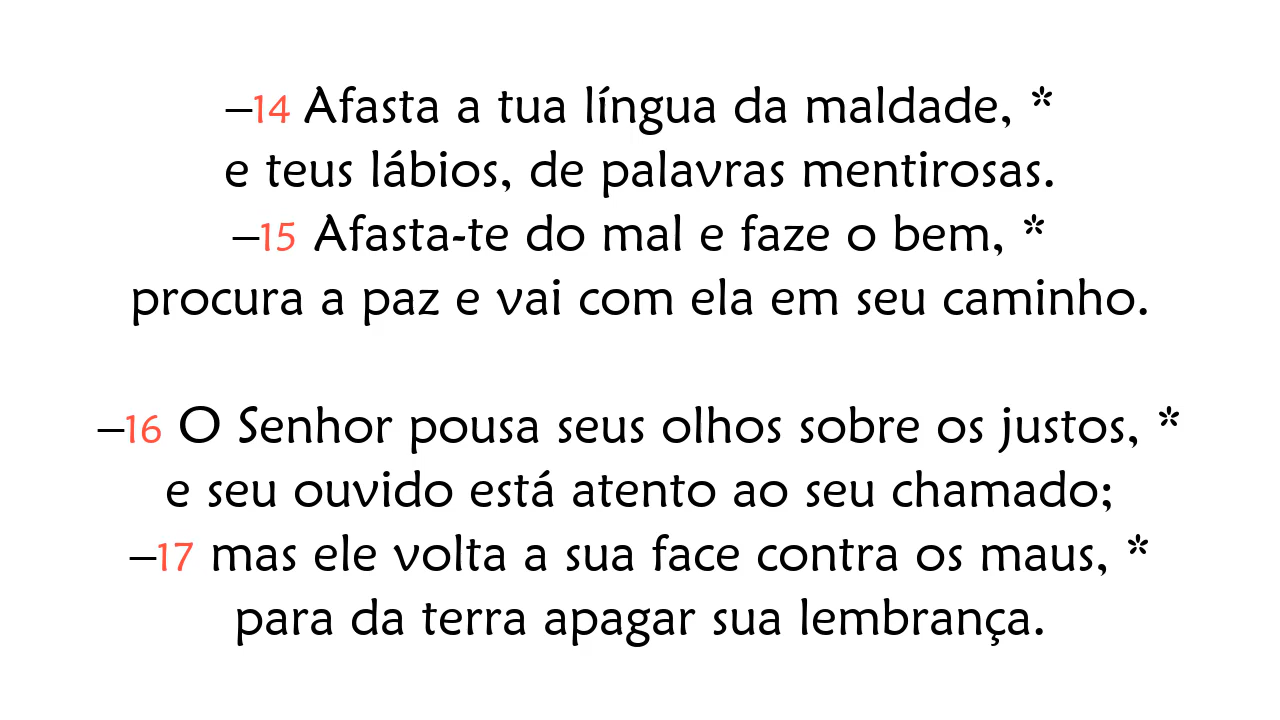 –14 Afasta a tua língua da maldade, *
e teus lábios, de palavras mentirosas.
–15 Afasta-te do mal e faze o bem, *
procura a paz e vai com ela em seu caminho.
–16 O Senhor pousa seus olhos sobre os justos, *
e seu ouvido está atento ao seu chamado;
–17 mas ele volta a sua face contra os maus, *
para da terra apagar sua lembrança.